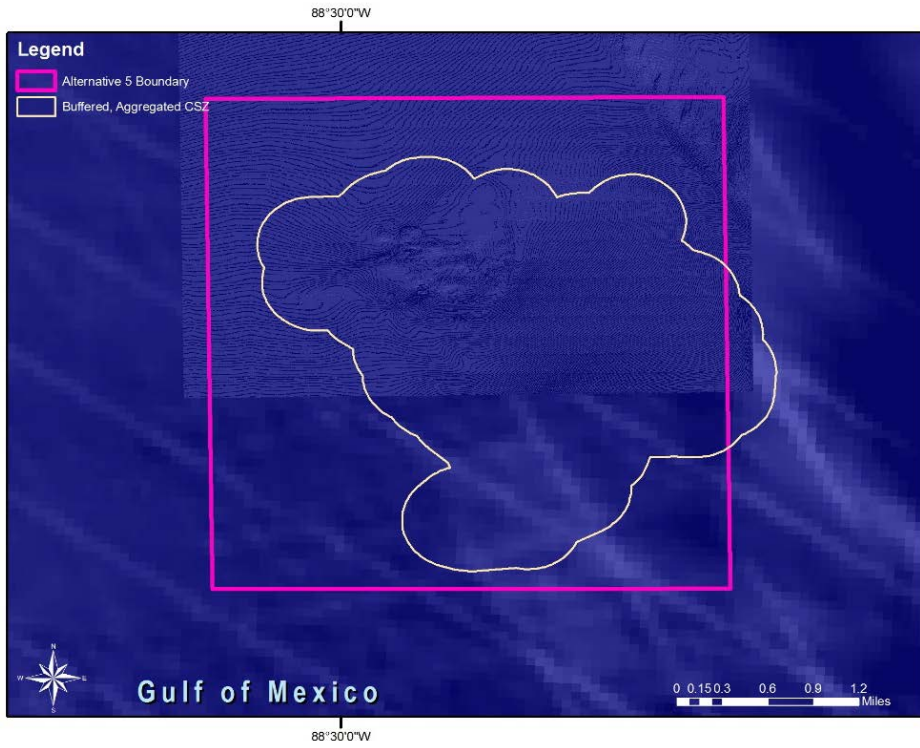 88°30'0"W
Legend
Alternative 5 Boundary
Buffered, Aggregated CSZ
N
W E
S
Gulf of Mexico
0 0.15 0.3 0.6 0.9 1.2
Miles
88°30'0"W